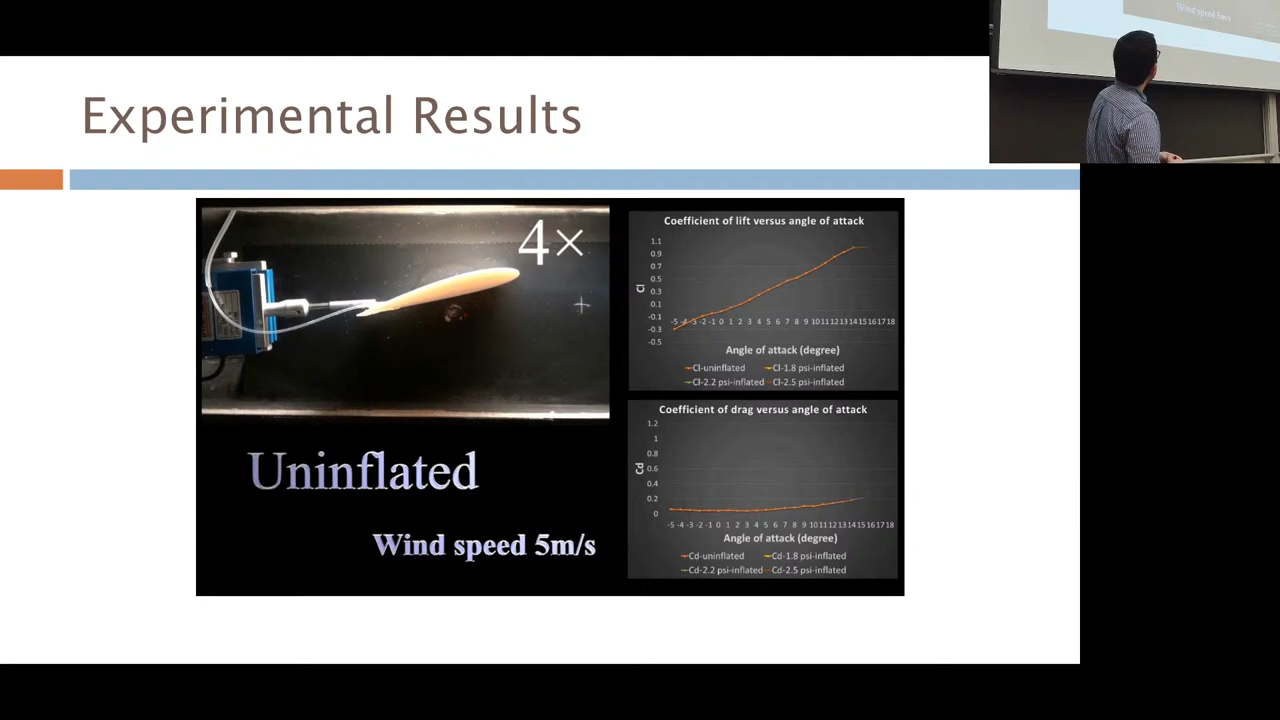 Experimental Results
4×
Uninflated
Wind speed 5m/s
Coefficient of lift versus angle of attack
1.1
0.9
0.7
0.5
0.3
0.1
-0.1
-0.3
-0.5
Cl
-5 -4 -3 -2 -1 0 1 2 3 4 5 6 7 8 9 10 11 12 13 14 15 16 17 18
Angle of attack (degree)
Cl-uninflated Cl-1.8 psi-inflated
Cl-2.2 psi-inflated Cl-2.5 psi-inflated
Coefficient of drag versus angle of attack
1.2
1
0.8
0.6
0.4
0.2
0
Cd
-5 -4 -3 -2 -1 0 1 2 3 4 5 6 7 8 9 10 11 12 13 14 15 16 17 18
Angle of attack (degree)
Cd-uninflated Cd-1.8 psi-inflated
Cd-2.2 psi-inflated Cd-2.5 psi-inflated
Wind speed 5m/s